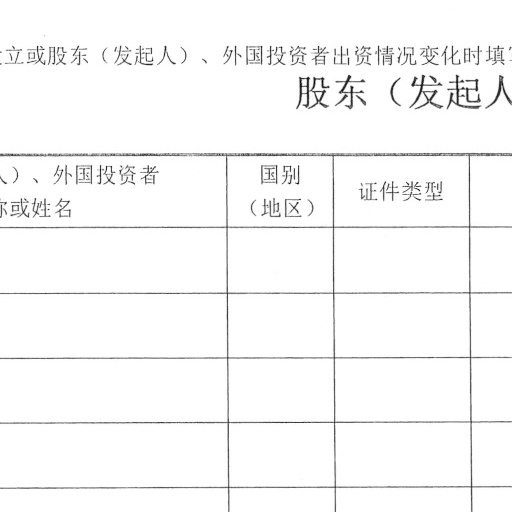 立或股东（发起人）、外国投资者出资情况变化时填
股东（发起人
人）、外国投资者
国别
证件类型
称或姓名
（地区）